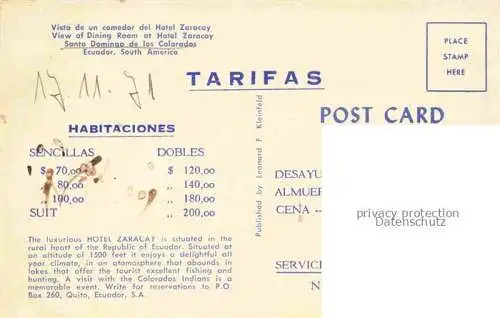 Vista de un comedor del Hotel Zaracay
View of Dining Room at Hotel Zaracay
Santo Domingo de los Colorados
Ecuador, South America
PLACE
STAMP
HERE
17.11.71
TARIFAS
POST CARD
HABITACIONES
SENCILLAS DOBLES
$ 70,oo $ 120,oo
„ 80,oo „ 140,oo
„ 100,oo „ 180,oo
SUIT „ 200,oo
Published by Leonard F. Kleinfeld
DESAYU
ALMUER
CENA --
privacy protection
Datenschutz
SERVIC
N
The luxurious HOTEL ZARACAY is situated in the
rural heart of the Republic of Ecuador. Situated at
an altitude of 1500 feet it enjoys a delightful all
year climate, in an atomosphere that abounds in
lakes that offer the tourist excellent fishing and
hunting. A visit with the Colorados Indians is a
memorable event. Write for reservations to P.O.
Box 260, Quito, Ecuador, S.A.